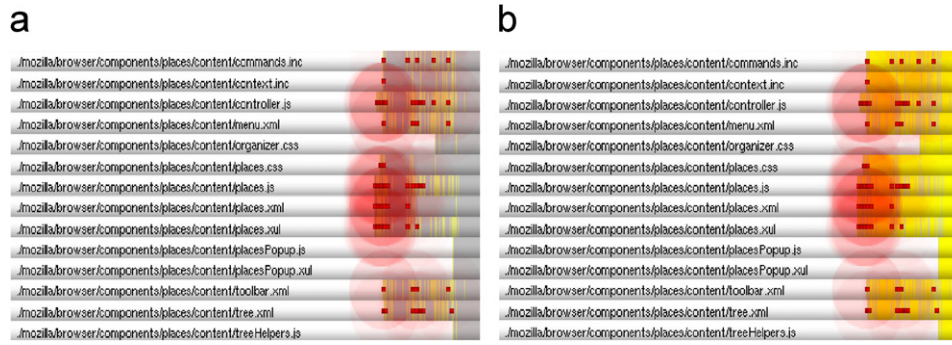 a
./mozilla/browser/components/places/content/commands.inc
./mozilla/browser/components/places/content/context.inc
./mozilla/browser/components/places/content/controller.js
./mozilla/browser/components/places/content/menu.xml
./mozilla/browser/components/places/content/organizer.css
./mozilla/browser/components/places/content/places.css
./mozilla/browser/components/places/content/places.js
./mozilla/browser/components/places/content/places.xml
./mozilla/browser/components/places/content/places.xul
./mozilla/browser/components/places/content/placesPopup.js
./mozilla/browser/components/places/content/placesPopup.xul
./mozilla/browser/components/places/content/toolbar.xml
./mozilla/browser/components/places/content/tree.xml
./mozilla/browser/components/places/content/treeHelpers.js
b
./mozilla/browser/components/places/content/commands.inc
./mozilla/browser/components/places/content/context.inc
./mozilla/browser/components/places/content/controller.js
./mozilla/browser/components/places/content/menu.xml
./mozilla/browser/components/places/content/organizer.css
./mozilla/browser/components/places/content/places.css
./mozilla/browser/components/places/content/places.js
./mozilla/browser/components/places/content/places.xml
./mozilla/browser/components/places/content/places.xul
./mozilla/browser/components/places/content/placesPopup.js
./mozilla/browser/components/places/content/placesPopup.xul
./mozilla/browser/components/places/content/toolbar.xml
./mozilla/browser/components/places/content/tree.xml
./mozilla/browser/components/places/content/treeHelpers.js